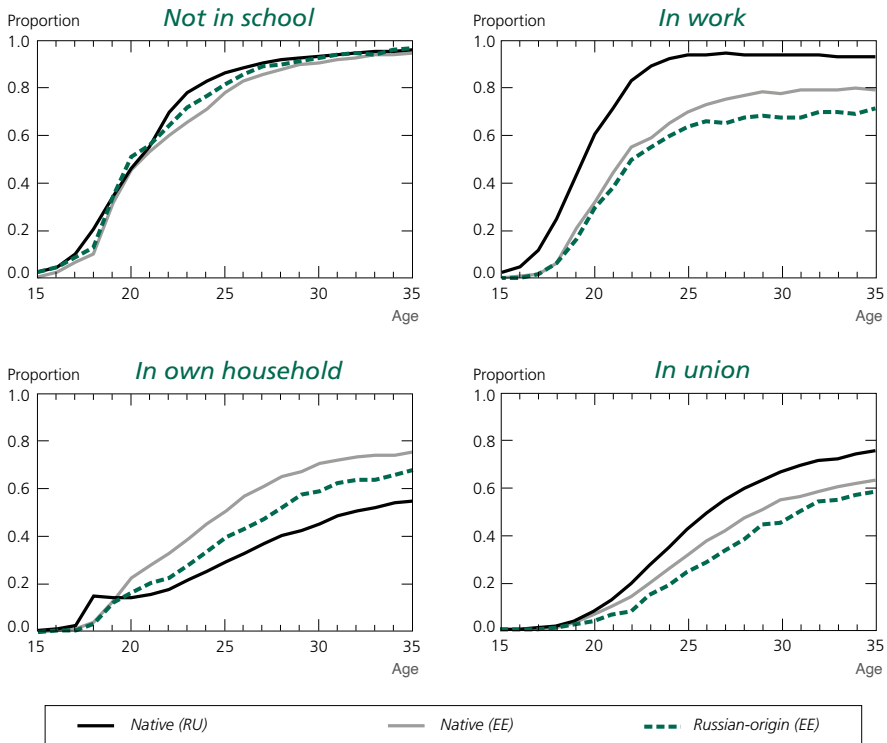 Not in school
Proportion
1.0
0.8
0.6
0.4
0.2
0.0
15 20 25 30 35
Age
In work
Proportion
1.0
0.8
0.6
0.4
0.2
0.0
15 20 25 30 35
Age
In own household
Proportion
1.0
0.8
0.6
0.4
0.2
0.0
15 20 25 30 35
Age
In union
Proportion
1.0
0.8
0.6
0.4
0.2
0.0
15 20 25 30 35
Age
Native (RU) Native (EE) Russian-origin (EE)